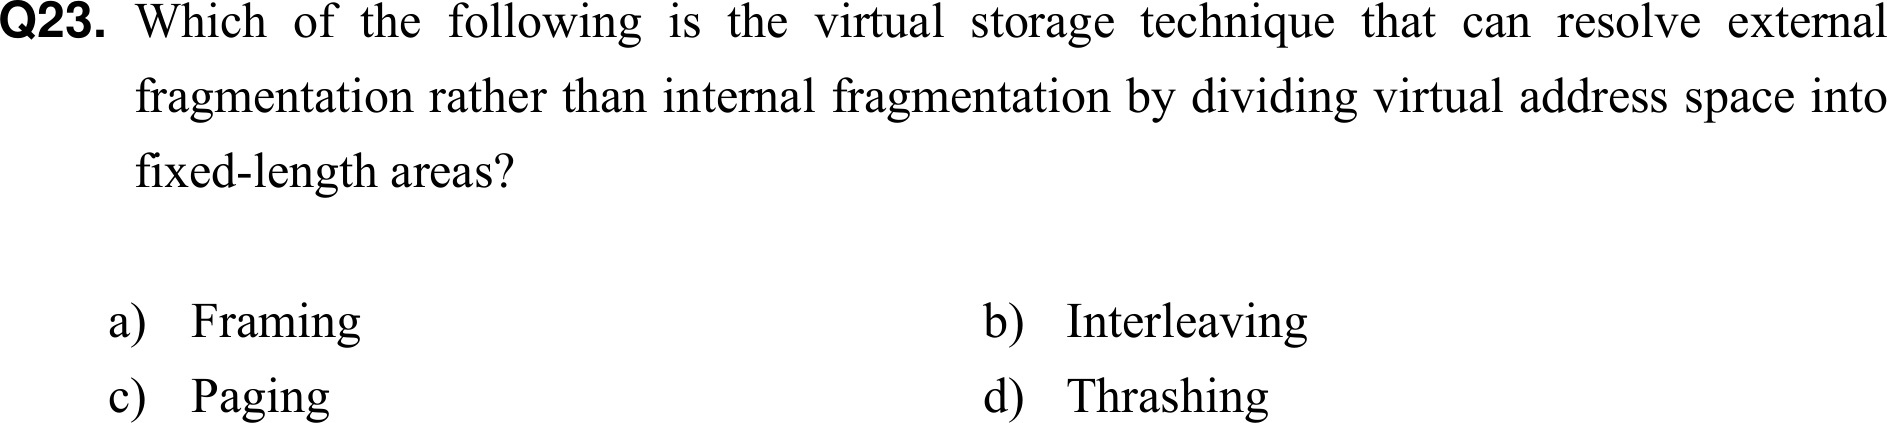 Q23. Which of the following is the virtual storage technique that can resolve external
fragmentation rather than internal fragmentation by dividing virtual address space into
fixed-length areas?
a) Framing b) Interleaving
c) Paging d) Thrashing